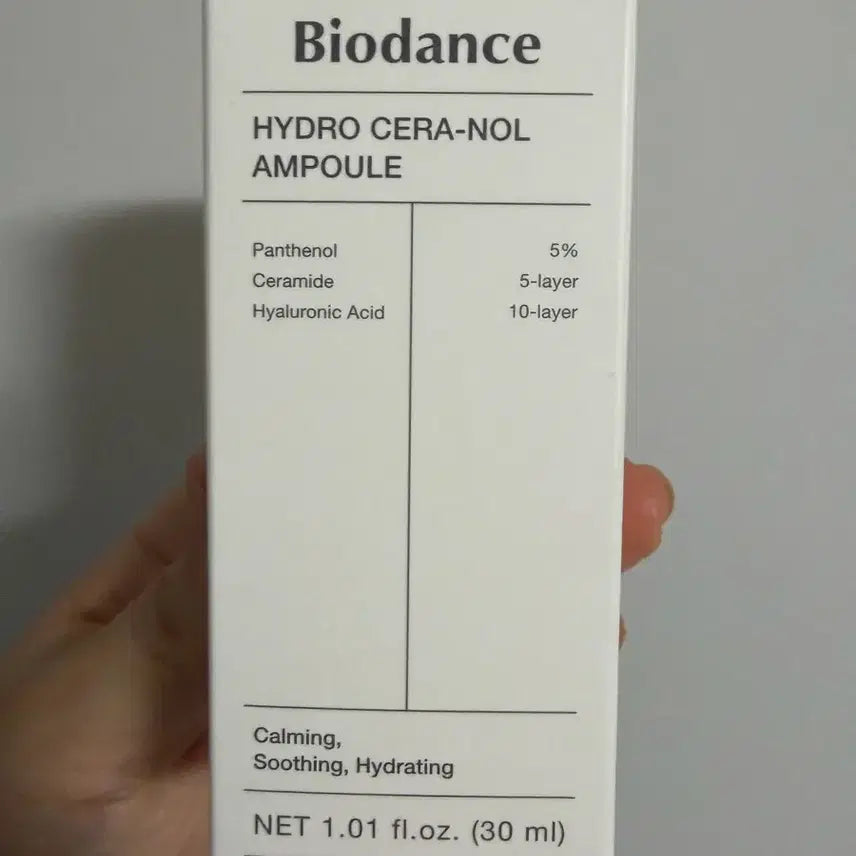 Biodance
HYDRO CERA-NOL
AMPOULE
Panthenol 5%
Ceramide 5-layer
Hyaluronic Acid 10-layer
Calming,
Soothing, Hydrating
NET 1.01 fl.oz. (30 ml)